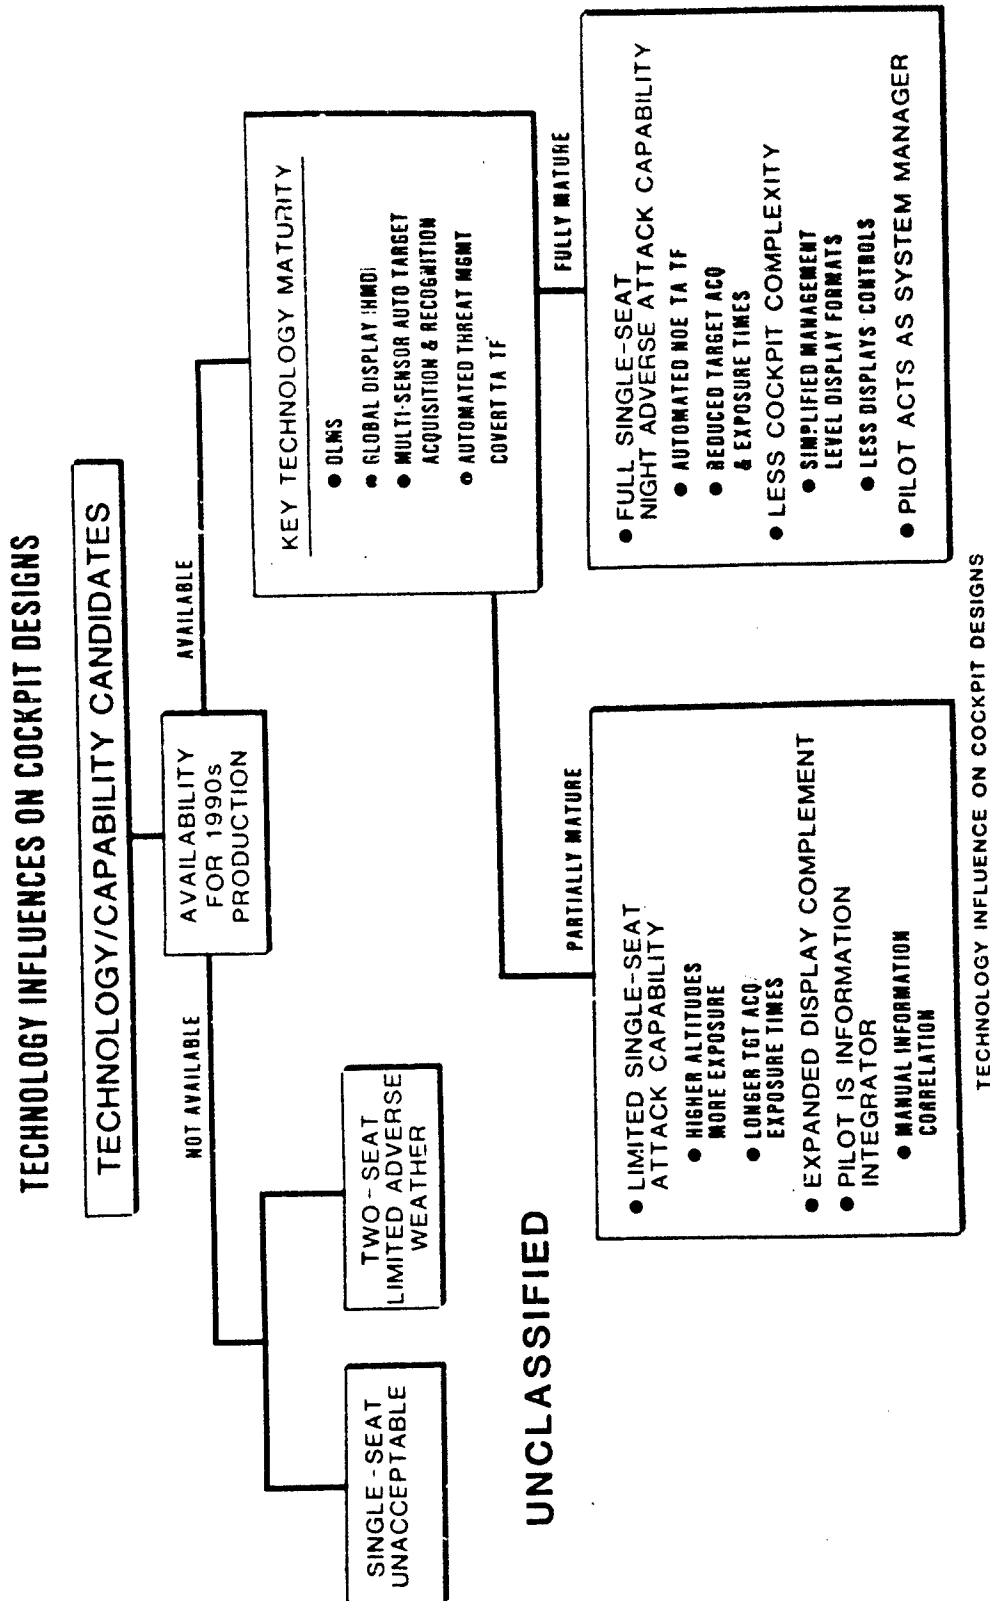 TECHNOLOGY INFLUENCES ON COCKPIT DESIGNS
TECHNOLOGY/CAPABILITY CANDIDATES
AVAILABILITY
FOR 1990s
PRODUCTION
NOT AVAILABLE
AVAILABLE
SINGLE-SEAT
UNACCEPTABLE
TWO-SEAT
LIMITED ADVERSE
WEATHER
KEY TECHNOLOGY MATURITY
● OLMS
● GLOBAL DISPLAY (HMD)
● MULTI-SENSOR AUTO TARGET
ACQUISITION & RECOGNITION
● AUTOMATED THREAT MGMT
COVERT TA TF
UNCLASSIFIED
PARTIALLY MATURE
FULLY MATURE
● LIMITED SINGLE-SEAT
ATTACK CAPABILITY
● HIGHER ALTITUDES
MORE EXPOSURE
● LONGER TGT ACQ
EXPOSURE TIMES
● EXPANDED DISPLAY COMPLEMENT
● PILOT IS INFORMATION
INTEGRATOR
● MANUAL INFORMATION
CORRELATION
● FULL SINGLE-SEAT
NIGHT ADVERSE ATTACK CAPABILITY
● AUTOMATED NOE TA TF
● REDUCED TARGET ACQ
& EXPOSURE TIMES
● LESS COCKPIT COMPLEXITY
● SIMPLIFIED MANAGEMENT
LEVEL DISPLAY FORMATS
● LESS DISPLAYS CONTROLS
● PILOT ACTS AS SYSTEM MANAGER
TECHNOLOGY INFLUENCE ON COCKPIT DESIGNS